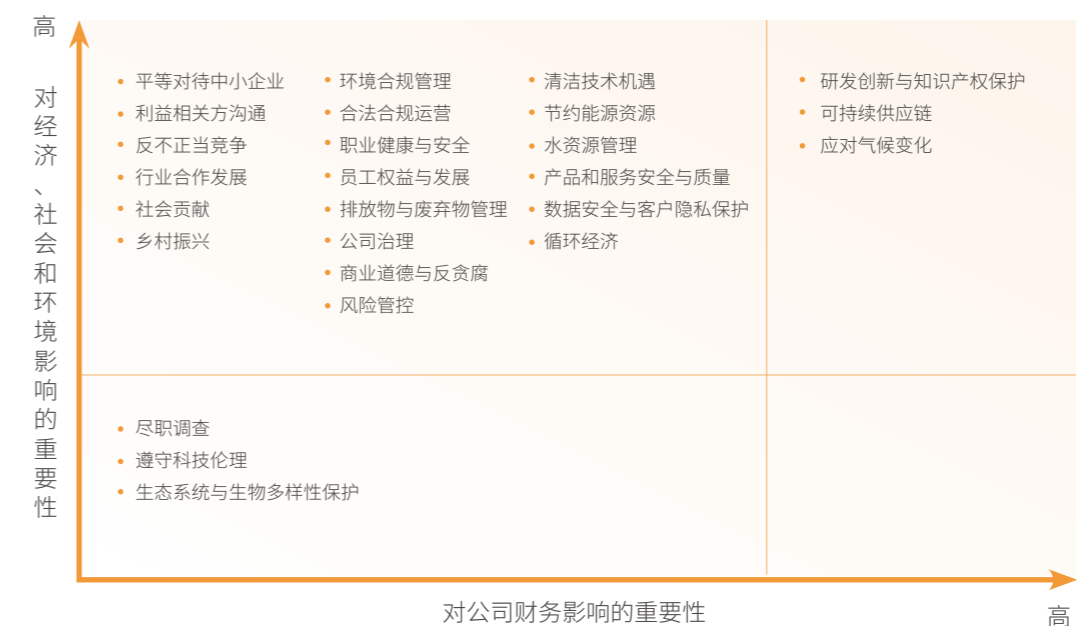 高
对经济、社会和环境影响的重要性
平等对待中小企业
利益相关方沟通
反不正当竞争
行业合作发展
社会贡献
乡村振兴
环境合规管理
合法合规运营
职业健康与安全
员工权益与发展
排放物与废弃物管理
公司治理
商业道德与反贪腐
风险管控
清洁技术机遇
节约能源资源
水资源管理
产品和服务安全与质量
数据安全与客户隐私保护
循环经济
研发创新与知识产权保护
可持续供应链
应对气候变化
尽职调查
遵守科技伦理
生态系统与生物多样性保护
对公司财务影响的重要性
高